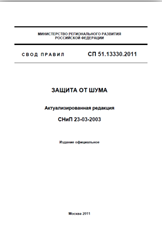 МИНИСТЕРСТВО РЕГИОНАЛЬНОГО РАЗВИТИЯ
РОССИЙСКОЙ ФЕДЕРАЦИИ
СВОД ПРАВИЛ СП 51.13330.2011
ЗАЩИТА ОТ ШУМА
Актуализированная редакция
СНиП 23-03-2003
Издание официальное
Москва 2011